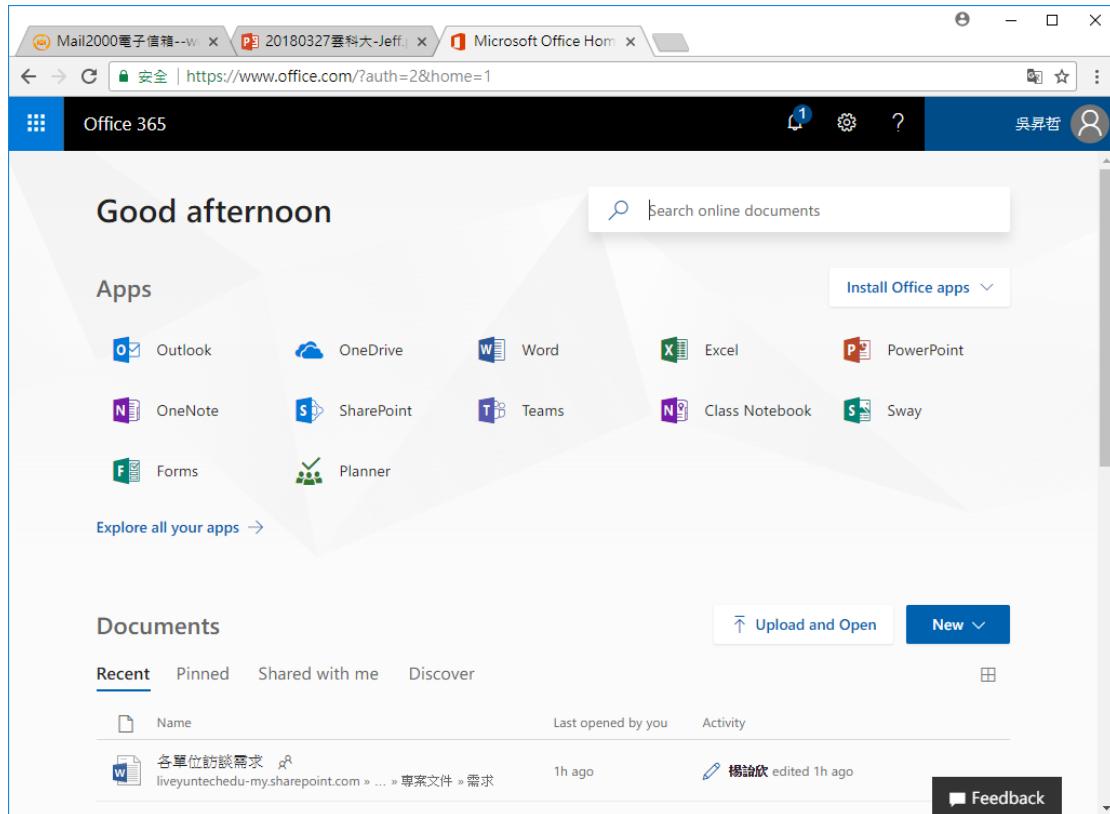 Mail2000電子信箱--w
20180327雲科大-Jeff.
Microsoft Office Hom
安全 | https://www.office.com/?auth=2&home=1
Office 365
1
?
吳昇哲
Good afternoon
Search online documents
Apps
Install Office apps
Outlook
OneDrive
Word
Excel
PowerPoint
OneNote
SharePoint
Teams
Class Notebook
Sway
Forms
Planner
Explore all your apps
Documents
Upload and Open
New
Recent Pinned Shared with me Discover
Name Last opened by you Activity
各單位訪談需求
liveyuntechedu-my.sharepoint.com » ... » 專案文件 » 需求
1h ago
edited 1h ago
Feedback